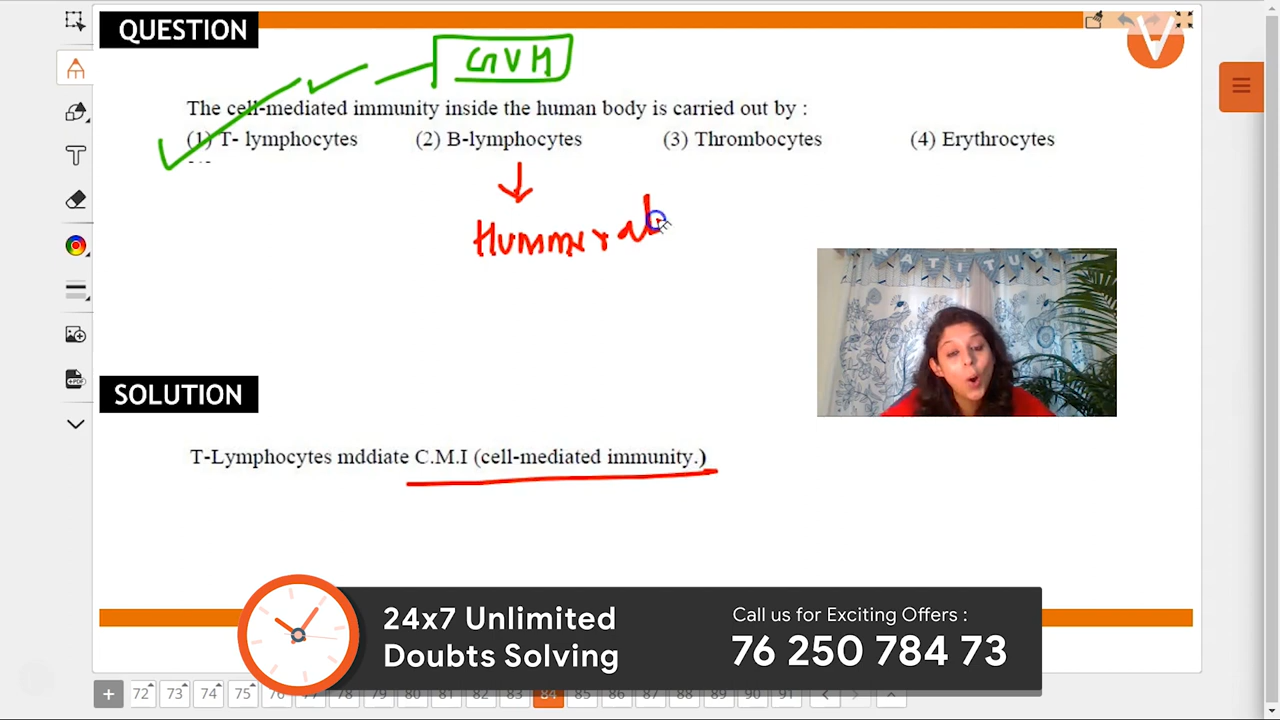 QUESTION
GVH
The cell-mediated immunity inside the human body is carried out by :
(1) T- lymphocytes (2) B-lymphocytes (3) Thrombocytes (4) Erythrocytes
Hummeral
SOLUTION
T-Lymphocytes mddiate C.M.I (cell-mediated immunity.)
24x7 Unlimited
Doubts Solving
Call us for Exciting Offers :
76 250 784 73
72 73 74 75 76 77 78 79 80 81 82 83 84 85 86 87 88 89 90 91